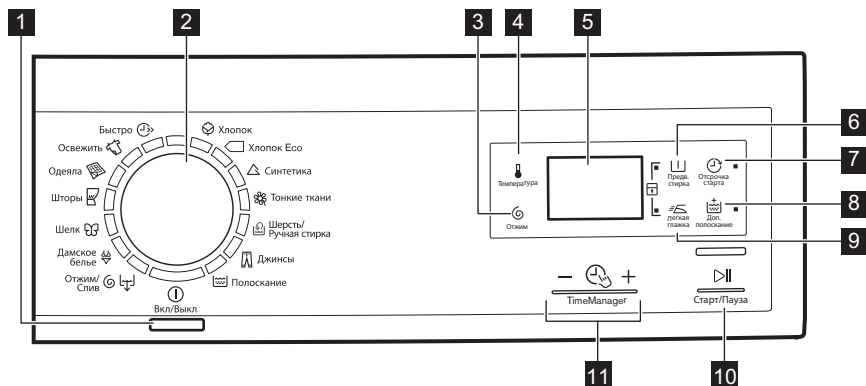 1
2
3
4
5
6
7
8
9
10
11
Быстро
Освежить
Одеяла
Шторы
Шелк
Дамское
белье
Отжим/
Слив
Вкл/Выкл
Хлопок
Хлопок Eco
Синтетика
Тонкие ткани
Шерсть/
Ручная стирка
Джинсы
Полоскание
Температура
Отжим
Предв.
стирка
Отсрочка
старта
Легкая
глажка
Доп.
полоскание
TimeManager
Старт/Пауза